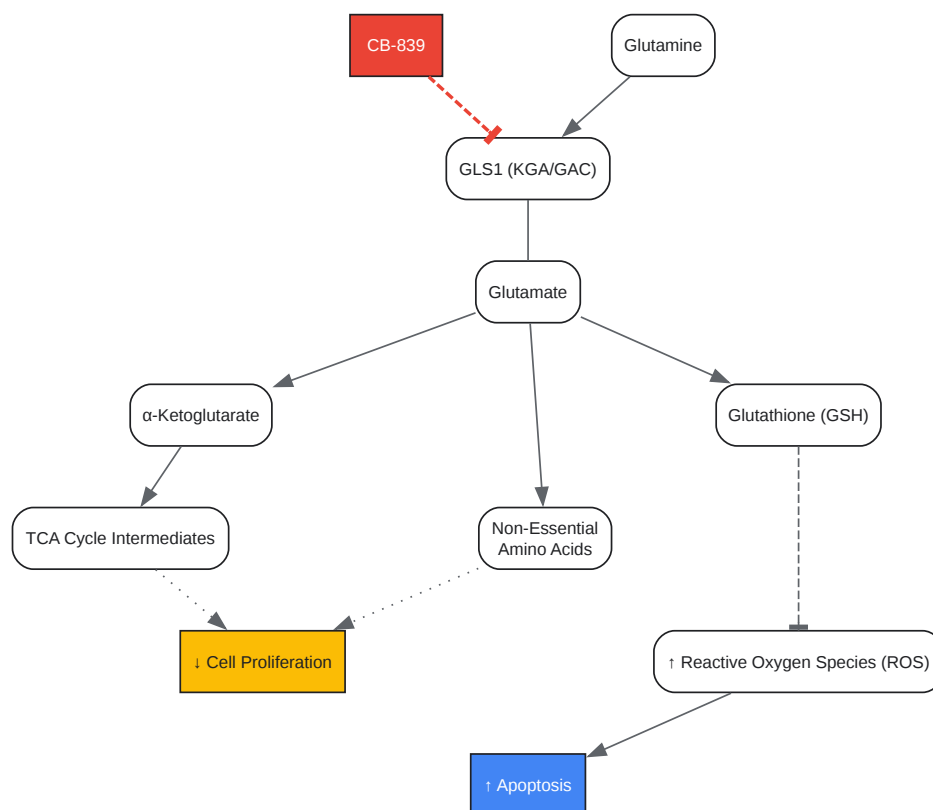 CB-839
Glutamine
GLS1 (KGA/GAC)
Glutamate
α-Ketoglutarate
Glutathione (GSH)
TCA Cycle Intermediates
Non-Essential
Amino Acids
↓ Cell Proliferation
↑ Reactive Oxygen Species (ROS)
↑ Apoptosis